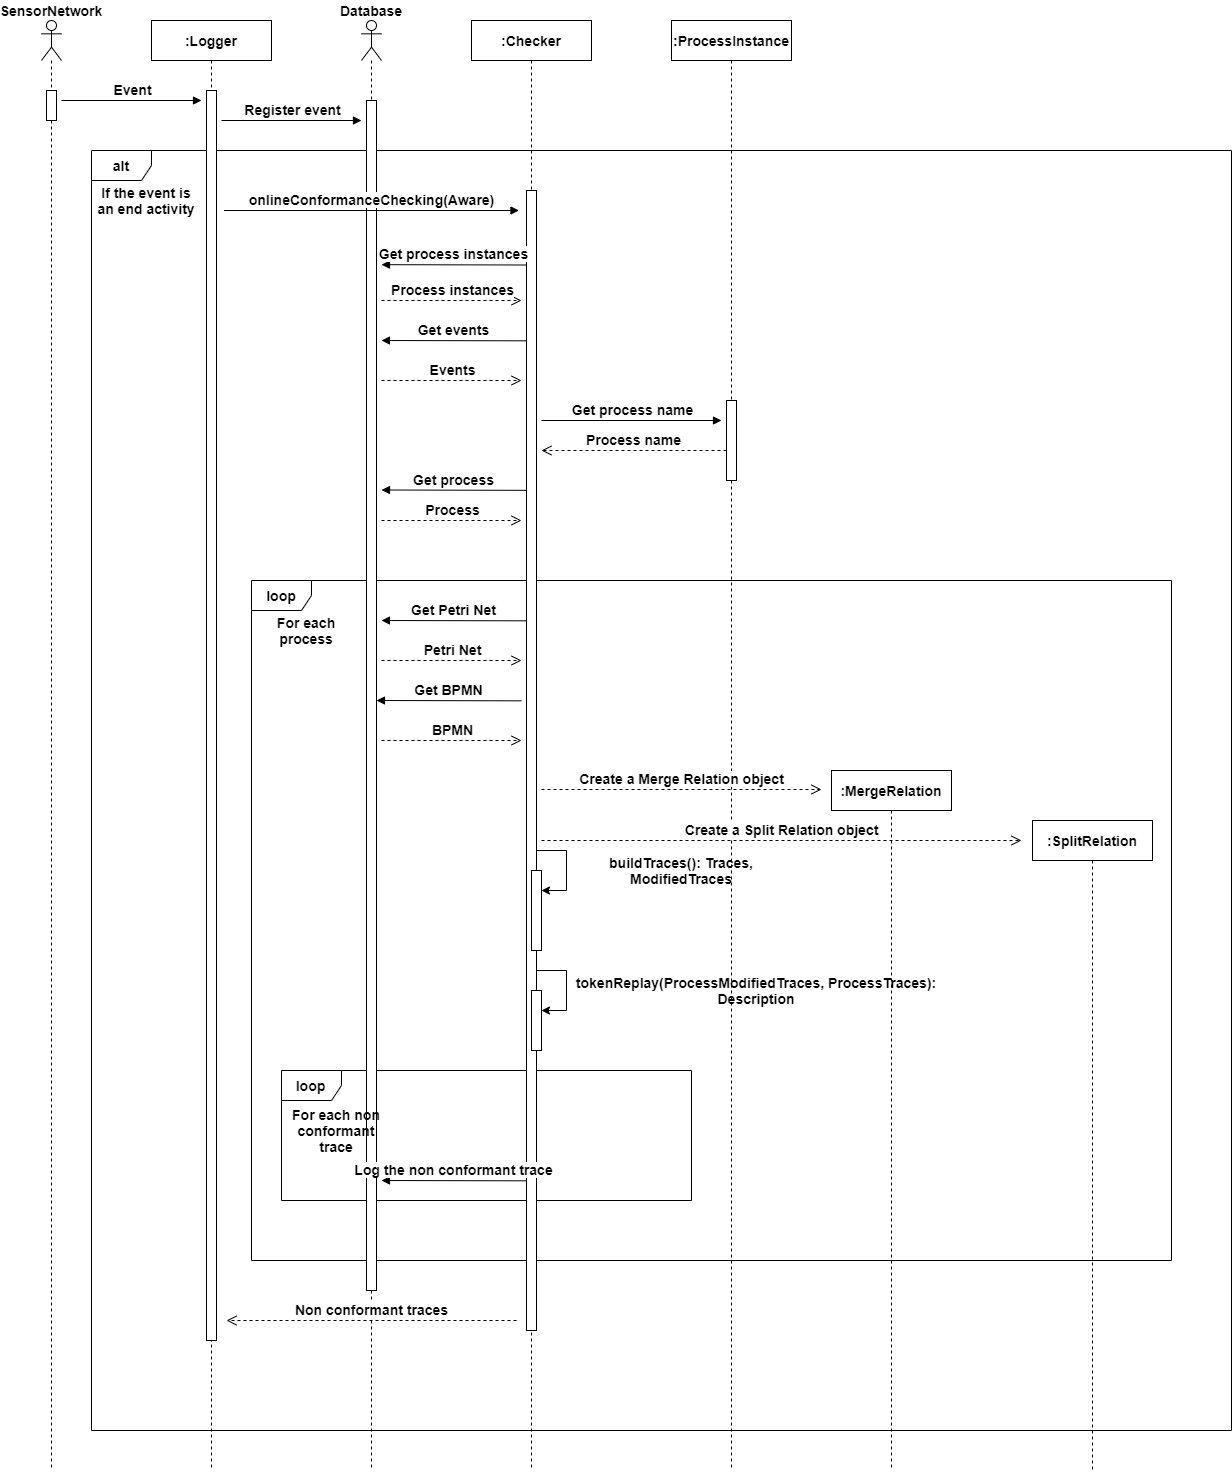 SensorNetwork
Database
:Logger
:Checker
:ProcessInstance
Event
Register event
alt
If the event is
an end activity
onlineConformanceChecking(Aware)
Get process instances
Process instances
Get events
Events
Get process name
Process name
Get process
Process
loop
For each
process
Get Petri Net
Petri Net
Get BPMN
BPMN
Create a Merge Relation object
:MergeRelation
Create a Split Relation object
:SplitRelation
buildTraces(): Traces,
ModifiedTraces
tokenReplay(ProcessModifiedTraces, ProcessTraces):
Description
loop
For each non
conformant
trace
Log the non conformant trace
Non conformant traces